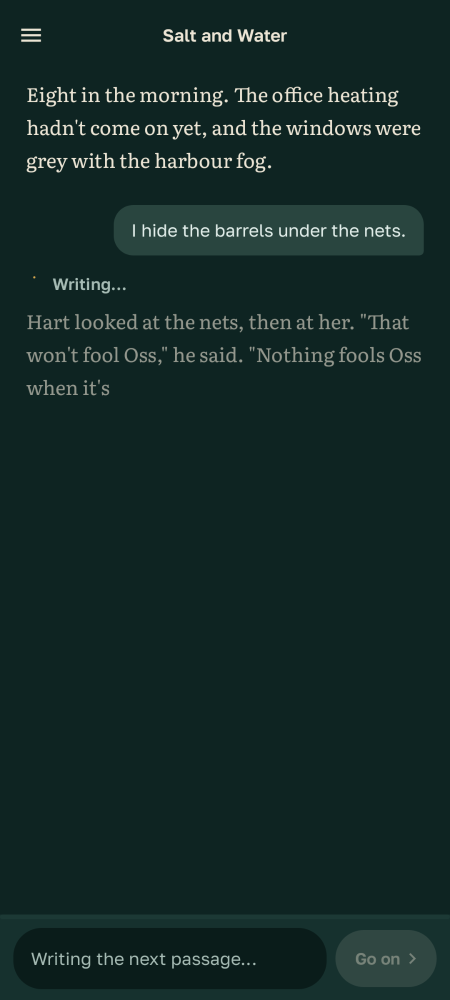 Salt and Water
Eight in the morning. The office heating
hadn't come on yet, and the windows were
grey with the harbour fog.
I hide the barrels under the nets.
Writing...
Hart looked at the nets, then at her. "That
won't fool Oss," he said. "Nothing fools Oss
when it's
Writing the next passage...
Go on